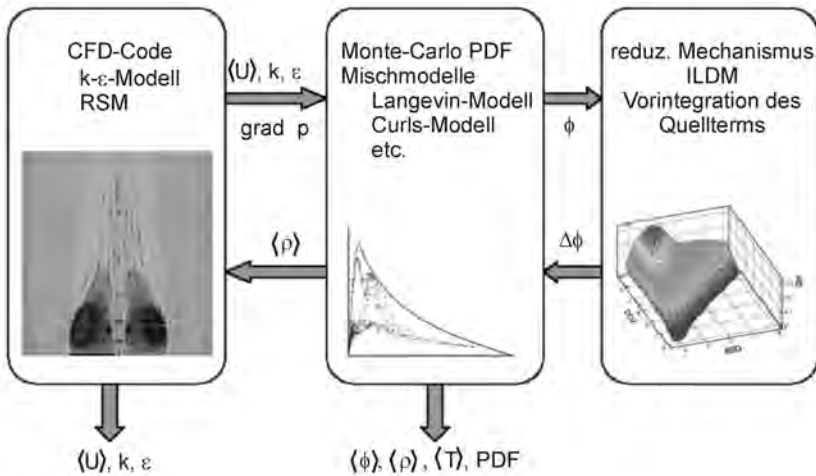 CFD-Code
k-ε-Modell
RSM
⟨U⟩, k, ε
grad p
⟨ρ⟩
Monte-Carlo PDF
Mischmodelle
Langevin-Modell
Curls-Modell
etc.
ϕ
Δϕ
reduz. Mechanismus
ILDM
Vorintegration des
Quellterms
⟨U⟩, k, ε
⟨ϕ⟩, ⟨ρ⟩, ⟨T⟩, PDF